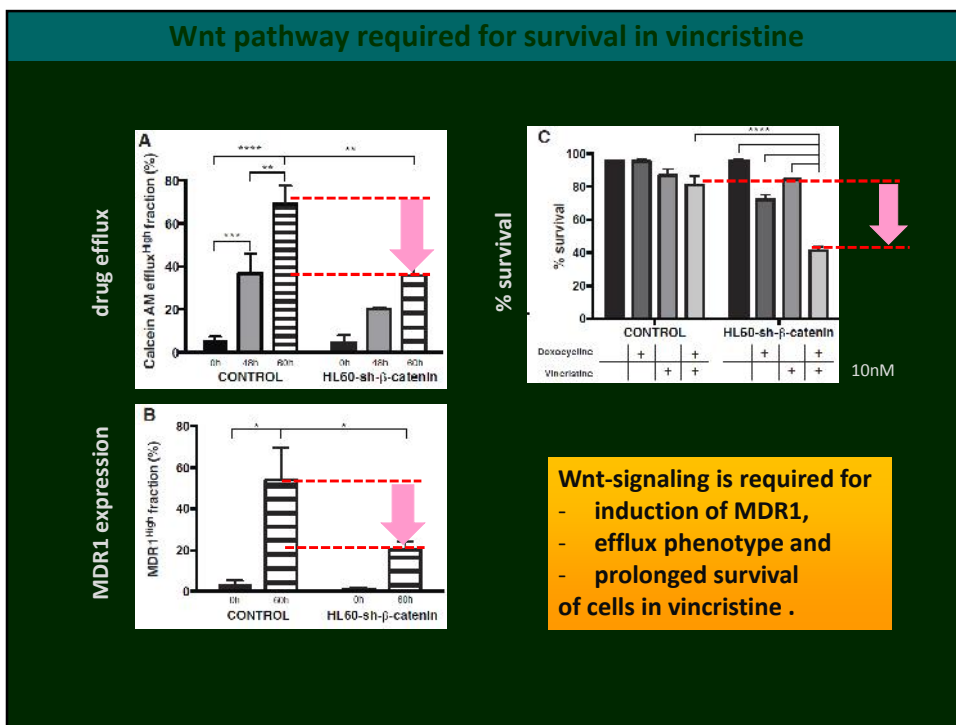 Wnt pathway required for survival in vincristine
drug efflux
A
Calcein AM efflux^High fraction (%)
80
60
40
20
0
**** **
**
***
0h 48h 60h 0h 48h 60h
CONTROL HL60-sh-β-catenin
MDR1 expression
B
MDR1^High fraction (%)
80
60
40
20
0
* *
0h 60h 0h 60h
CONTROL HL60-sh-β-catenin
% survival
C
% survival
100
80
60
40
20
0
****
CONTROL HL60-sh-β-catenin
Doxocycline + + + +
Vincristine + + + +
10nM
Wnt-signaling is required for
- induction of MDR1,
- efflux phenotype and
- prolonged survival
of cells in vincristine .